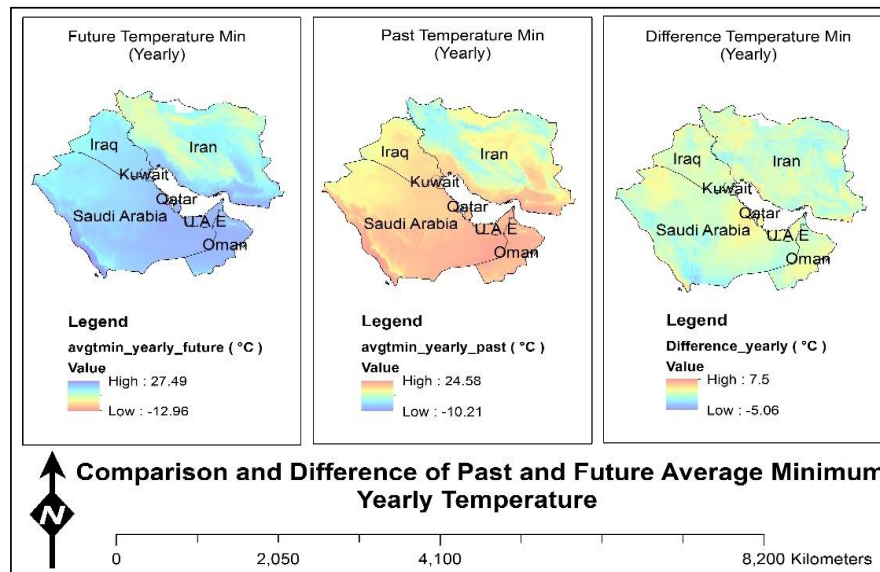 Future Temperature Min
(Yearly)
Iraq
Iran
Kuwait
Qatar
Saudi Arabia
U.A.E
Oman
Legend
avgtmin_yearly_future ( °C )
Value
High : 27.49
Low : -12.96
Past Temperature Min
(Yearly)
Iraq
Iran
Kuwait
Qatar
Saudi Arabia
U.A.E
Oman
Legend
avgtmin_yearly_past ( °C )
Value
High : 24.58
Low : -10.21
Difference Temperature Min
(Yearly)
Iraq
Iran
Kuwait
Qatar
Saudi Arabia
U.A.E
Oman
Legend
Difference_yearly ( °C )
Value
High : 7.5
Low : -5.06
N
Comparison and Difference of Past and Future Average Minimum
Yearly Temperature
0 2,050 4,100 8,200 Kilometers